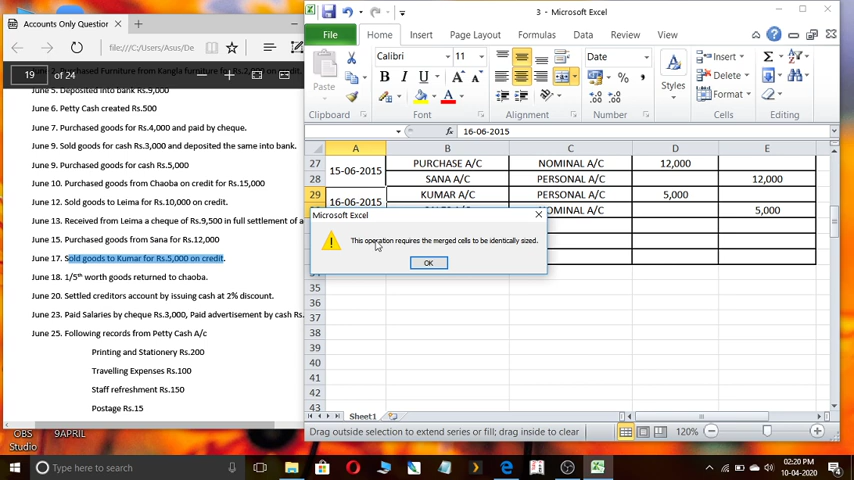 Accounts Only Question
file:///C:/Users/Asus/De
19 of 24
June 2. Purchased Furniture from Kangla furniture for Rs.2,000 on credit.
June 5. Deposited into bank Rs.9,000
June 6. Petty Cash created Rs.500
June 7. Purchased goods for Rs.4,000 and paid by cheque.
June 9. Sold goods for cash Rs.3,000 and deposited the same into bank.
June 9. Purchased goods for cash Rs.5,000
June 10. Purchased goods from Chaoba on credit for Rs.15,000
June 12. Sold goods to Leima for Rs.10,000 on credit.
June 13. Received from Leima a cheque of Rs.9,500 in full settlement of a
June 15. Purchased goods from Sana for Rs.12,000
June 17. Sold goods to Kumar for Rs.5,000 on credit.
June 18. 1/5th worth goods returned to chaoba.
June 20. Settled creditors account by issuing cash at 2% discount.
June 23. Paid Salaries by cheque Rs.3,000, Paid advertisement by cash Rs.
June 25. Following records from Petty Cash A/c
Printing and Stationery Rs.200
Travelling Expenses Rs.100
Staff refreshment Rs.150
Postage Rs.15
3 - Microsoft Excel
File Home Insert Page Layout Formulas Data Review View
Calibri 11 Date Insert
B I U A A % , Delete
Paste A Styles Format
Clipboard Font Alignment Number Cells Editing
fx 16-06-2015
A B C D E
27 15-06-2015 PURCHASE A/C NOMINAL A/C 12,000
28 SANA A/C PERSONAL A/C 12,000
29 16-06-2015 KUMAR A/C PERSONAL A/C 5,000
NOMINAL A/C 5,000
Microsoft Excel
This operation requires the merged cells to be identically sized.
OK
35
36
37
38
39
40
41
42
43
Sheet1
Drag outside selection to extend series or fill; drag inside to clear 120%
OBS Studio
9APRIL
Type here to search
02:20 PM
10-04-2020
4